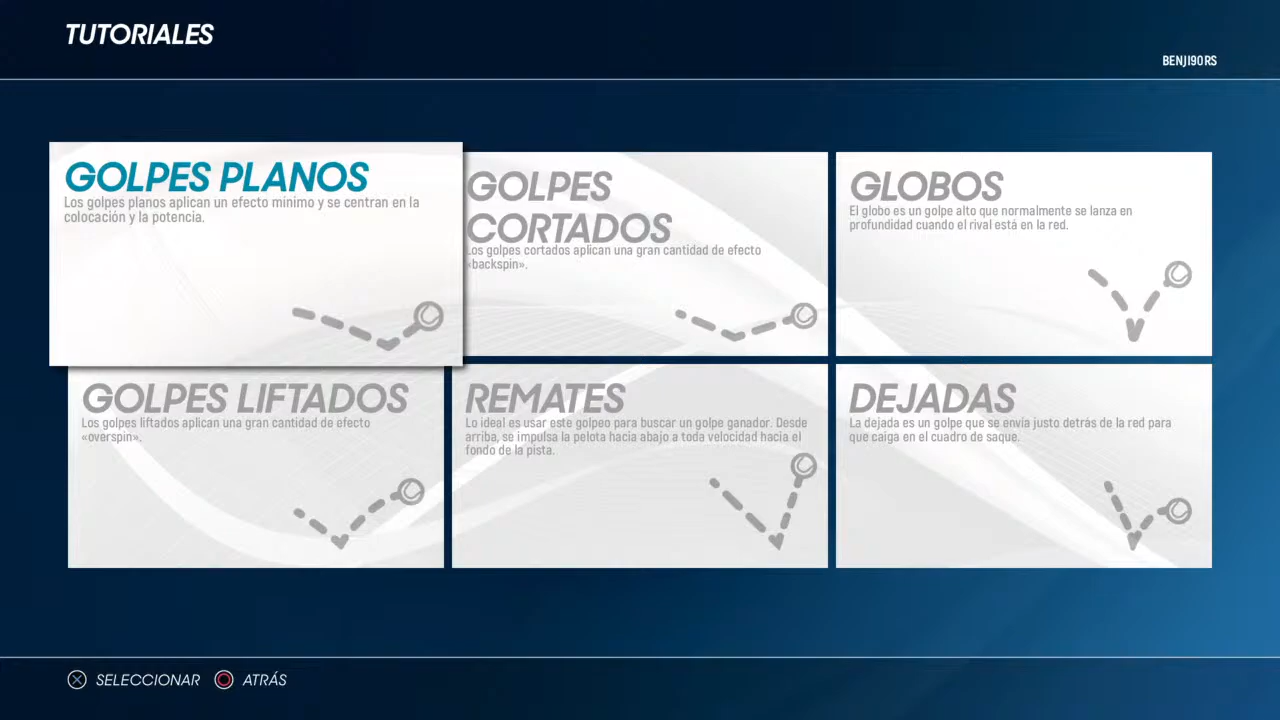 TUTORIALES
BENJI90RS
GOLPES PLANOS
Los golpes planos aplican un efecto mínimo y se centran en la
colocación y la potencia.
GOLPES
CORTADOS
Los golpes cortados aplican una gran cantidad de efecto
«backspin».
GLOBOS
El globo es un golpe alto que normalmente se lanza en
profundidad cuando el rival está en la red.
GOLPES LIFTADOS
Los golpes liftados aplican una gran cantidad de efecto
«overspin».
REMATES
Lo ideal es usar este golpeo para buscar un golpe ganador. Desde
arriba, se impulsa la pelota hacia abajo a toda velocidad hacia el
fondo de la pista.
DEJADAS
La dejada es un golpe que se envía justo detrás de la red para
que caiga en el cuadro de saque.
SELECCIONAR
ATRÁS